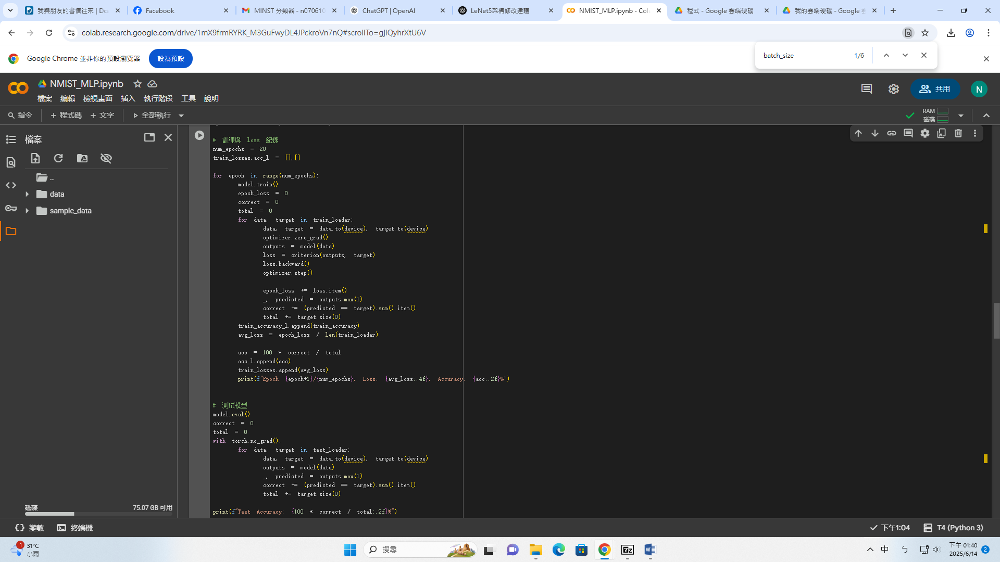 我與朋友的書信往來 | Dca
Facebook
MINST 分類器 - n070610
ChatGPT | OpenAI
LeNet5架構修改建議
NMIST_MLP.ipynb - Cola
程式 - Google 雲端硬碟
我的雲端硬碟 - Google 雲
colab.research.google.com/drive/1mX9frmRYRK_M3GuFwyDL4JPckroVn7nQ#scrollTo=gjIQyhrXtU6V
Google Chrome 並非你的預設瀏覽器
設為預設
batch_size
1/6
NMIST_MLP.ipynb
檔案 編輯 檢視畫面 插入 執行階段 工具 說明
共用
N
指令
+ 程式碼 + 文字
全部執行
RAM
磁碟
檔案
..
data
sample_data
磁碟
75.07 GB 可用
# 訓練與 loss 紀錄
num_epochs = 20
train_losses,acc_l = [],[]
for epoch in range(num_epochs):
model.train()
epoch_loss = 0
correct = 0
total = 0
for data, target in train_loader:
data, target = data.to(device), target.to(device)
optimizer.zero_grad()
outputs = model(data)
loss = criterion(outputs, target)
loss.backward()
optimizer.step()
epoch_loss += loss.item()
_, predicted = outputs.max(1)
correct += (predicted == target).sum().item()
total += target.size(0)
train_accuracy_l.append(train_accuracy)
avg_loss = epoch_loss / len(train_loader)
acc = 100 * correct / total
acc_l.append(acc)
train_losses.append(avg_loss)
print(f"Epoch {epoch+1}/{num_epochs}, Loss: {avg_loss:.4f}, Accuracy: {acc:.2f}%")
# 測試模型
model.eval()
correct = 0
total = 0
with torch.no_grad():
for data, target in test_loader:
data, target = data.to(device), target.to(device)
outputs = model(data)
_, predicted = outputs.max(1)
correct += (predicted == target).sum().item()
total += target.size(0)
print(f"Test Accuracy: {100 * correct / total:.2f}%")
變數
終端機
下午1:04
T4 (Python 3)
1
31°C
小雨
搜尋
中
ㄣ
下午 01:40
2025/6/14
2